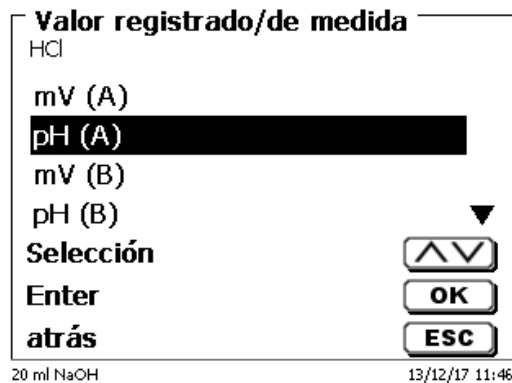 Valor registrado/de medida
HCl
mV (A)
pH (A)
mV (B)
pH (B)
Selección
Enter OK
atrás ESC
20 ml NaOH 13/12/17 11:46